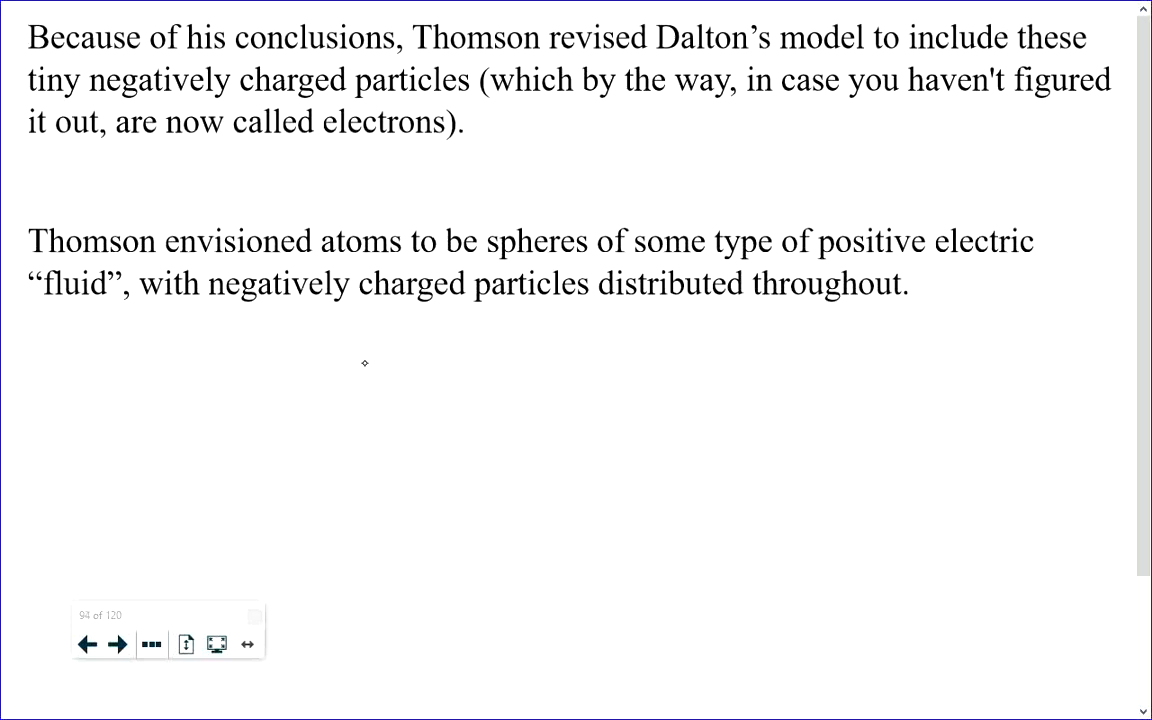 Because of his conclusions, Thomson revised Dalton’s model to include these
tiny negatively charged particles (which by the way, in case you haven't figured
it out, are now called electrons).
Thomson envisioned atoms to be spheres of some type of positive electric
“fluid”, with negatively charged particles distributed throughout.
94 of 120